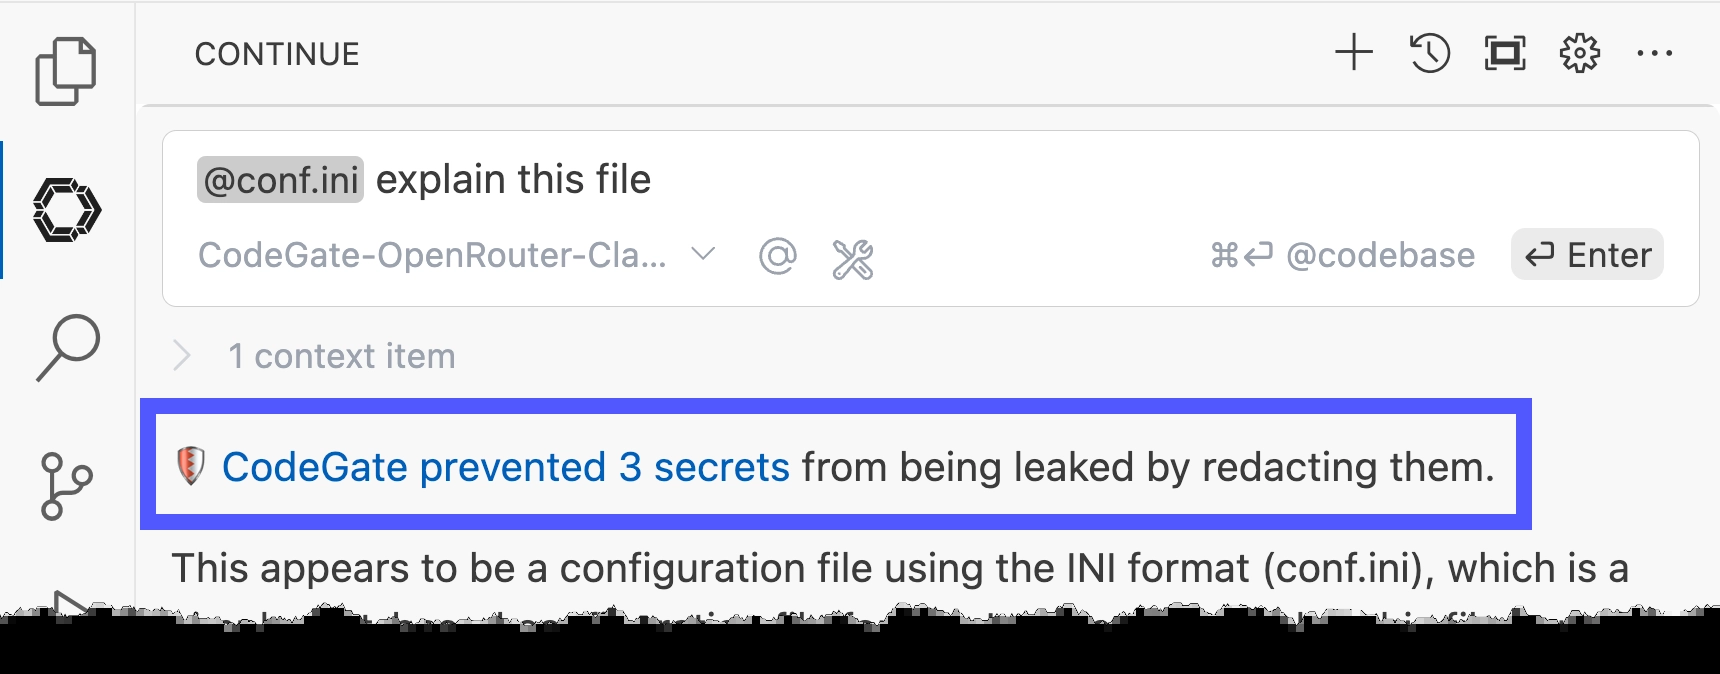 CONTINUE
@conf.ini explain this file
CodeGate-OpenRouter-Cla... @ ⌘⏎ @codebase ⏎ Enter
1 context item
CodeGate prevented 3 secrets from being leaked by redacting them.
This appears to be a configuration file using the INI format (conf.ini), which is a